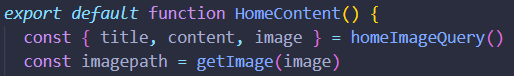 export default function HomeContent() {
const { title, content, image } = homeImageQuery()
const imagepath = getImage(image)